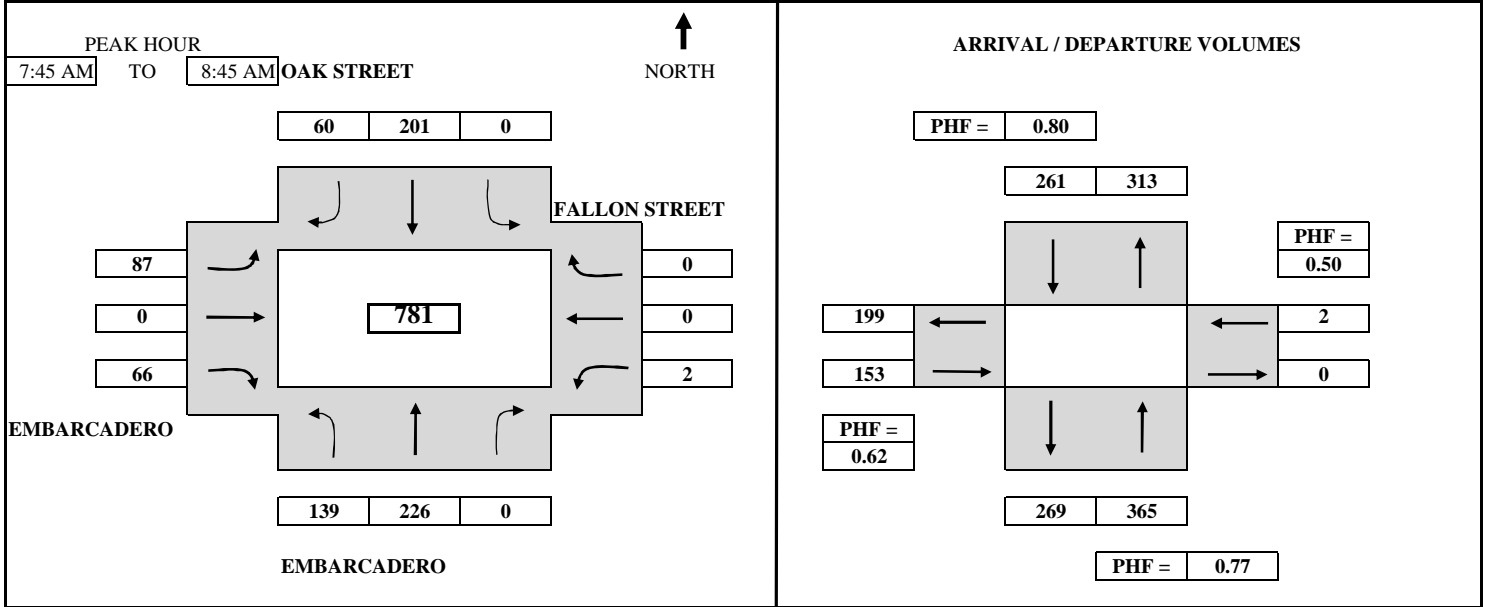 PEAK HOUR
7:45 AM TO 8:45 AM OAK STREET NORTH
60 201 0
FALLON STREET
87 0
0 781 0
66 2
EMBARCADERO
139 226 0
EMBARCADERO
ARRIVAL / DEPARTURE VOLUMES
PHF = 0.80
261 313
PHF =
0.50
199 2
153 0
PHF =
0.62
269 365
PHF = 0.77